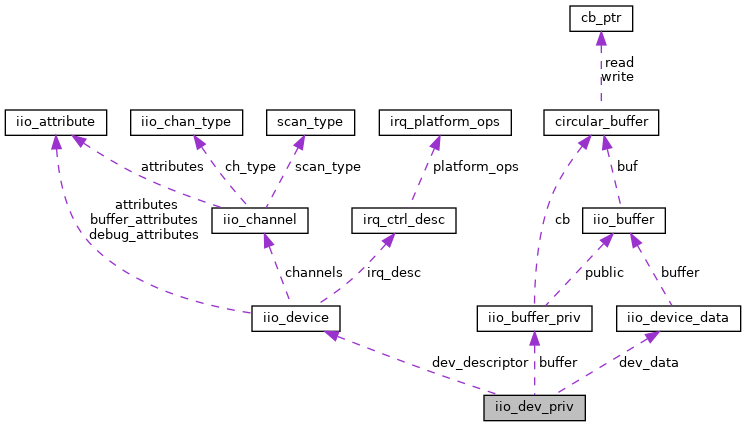 cb_ptr
read
write
iio_attribute
iio_chan_type
scan_type
irq_platform_ops
circular_buffer
attributes
ch_type
scan_type
platform_ops
buf
attributes
buffer_attributes
debug_attributes
iio_channel
irq_ctrl_desc
cb
iio_buffer
channels
irq_desc
public
buffer
iio_device
iio_buffer_priv
iio_device_data
dev_descriptor
buffer
dev_data
iio_dev_priv